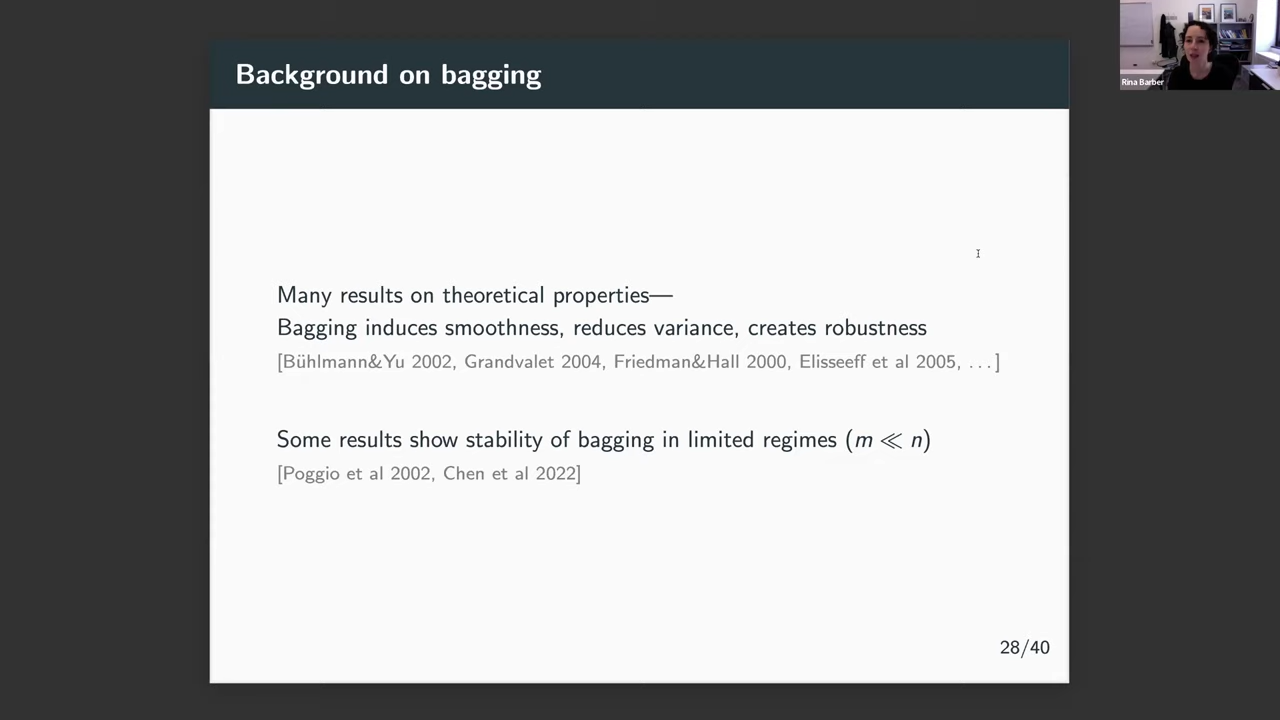 Background on bagging
Rina Barber
Many results on theoretical properties—
Bagging induces smoothness, reduces variance, creates robustness
[Bühlmann&Yu 2002, Grandvalet 2004, Friedman&Hall 2000, Elisseeff et al 2005, ...]
Some results show stability of bagging in limited regimes (m ≪ n)
[Poggio et al 2002, Chen et al 2022]
28/40